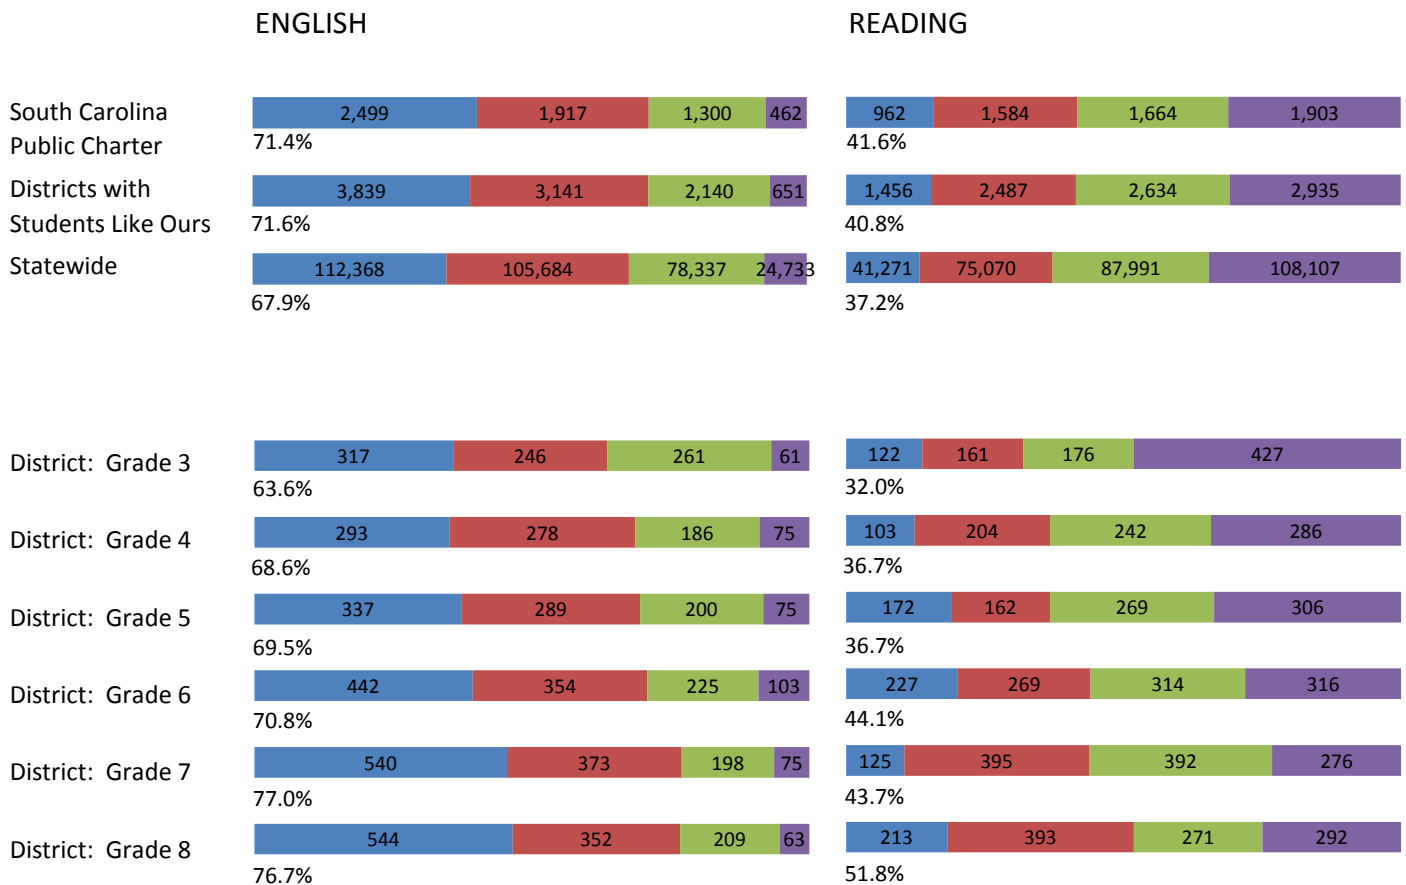 ENGLISH READING
South Carolina 2,499 1,917 1,300 462 962 1,584 1,664 1,903
Public Charter 71.4% 41.6%
Districts with 3,839 3,141 2,140 651 1,456 2,487 2,634 2,935
Students Like Ours 71.6% 40.8%
Statewide 112,368 105,684 78,337 24,733 41,271 75,070 87,991 108,107
67.9% 37.2%
District: Grade 3 317 246 261 61 122 161 176 427
63.6% 32.0%
District: Grade 4 293 278 186 75 103 204 242 286
68.6% 36.7%
District: Grade 5 337 289 200 75 172 162 269 306
69.5% 36.7%
District: Grade 6 442 354 225 103 227 269 314 316
70.8% 44.1%
District: Grade 7 540 373 198 75 125 395 392 276
77.0% 43.7%
District: Grade 8 544 352 209 63 213 393 271 292
76.7% 51.8%